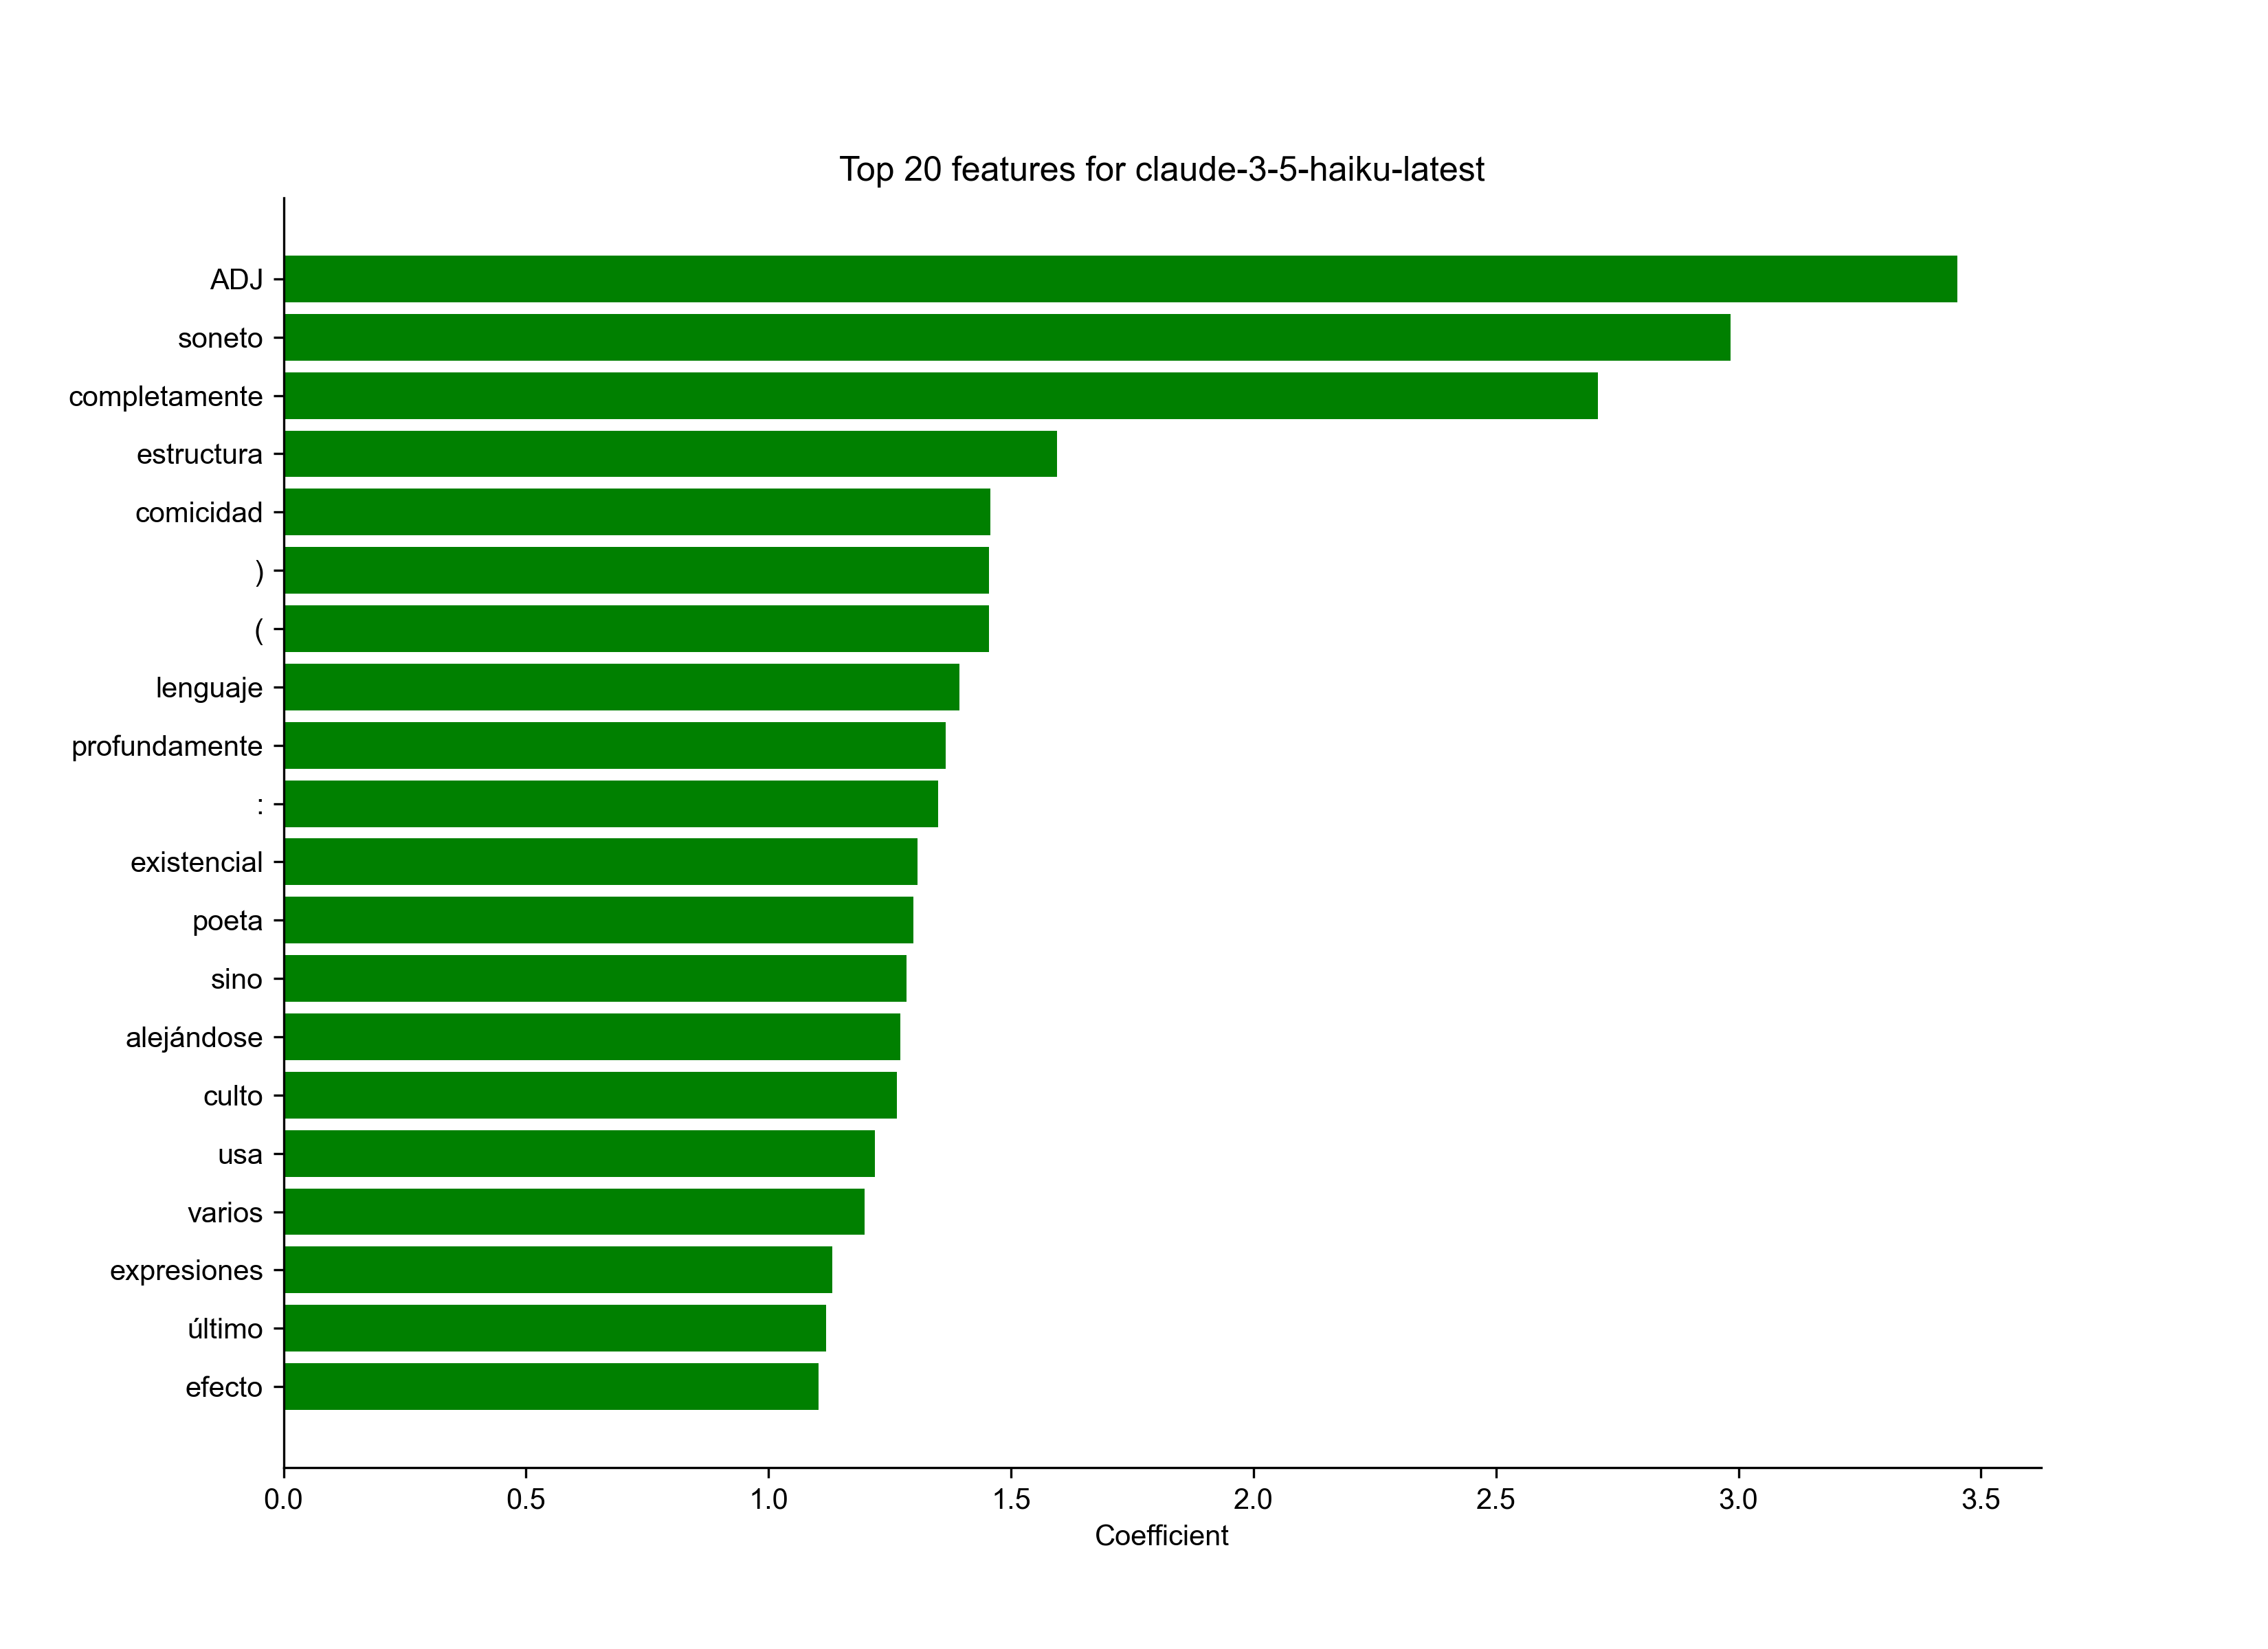 Top 20 features for claude-3-5-haiku-latest
ADJ
soneto
completamente
estructura
comicidad
)
(
lenguaje
profundamente
:
existencial
poeta
sino
alejándose
culto
usa
varios
expresiones
último
efecto
0.0 0.5 1.0 1.5 2.0 2.5 3.0 3.5
Coefficient